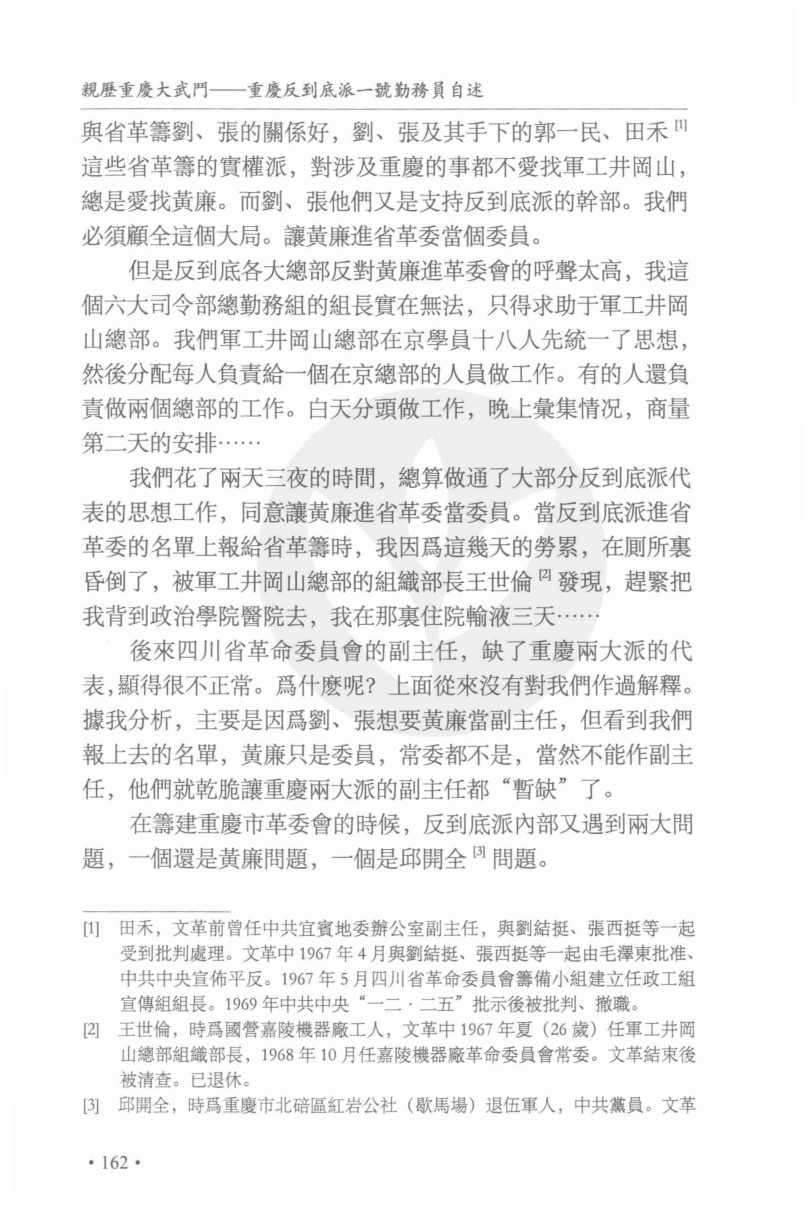 親歷重慶大武鬥——重慶反到底派一號勤務員自述
與省革籌劉、張的關係好，劉、張及其手下的郭一民、田禾 [1]
這些省革籌的實權派，對涉及重慶的事都不愛找軍工井岡山，
總是愛找黃廉。而劉、張他們又是支持反到底派的幹部。我們
必須顧全這個大局。讓黃廉進省革委當個委員。
但是反到底各大總部反對黃廉進革委會的呼聲太高，我這
個六大司令部總勤務組的組長實在無法，只得求助于軍工井岡
山總部。我們軍工井岡山總部在京學員十八人先統一了思想，
然後分配每人負責給一個在京總部的人員做工作。有的人還負
責做兩個總部的工作。白天分頭做工作，晚上彙集情况，商量
第二天的安排……
我們花了兩天三夜的時間，總算做通了大部分反到底派代
表的思想工作，同意讓黃廉進省革委當委員。當反到底派進省
革委的名單上報給省革籌時，我因爲這幾天的勞累，在厠所裏
昏倒了，被軍工井岡山總部的組織部長王世倫 [2] 發現，趕緊把
我背到政治學院醫院去，我在那裏住院輸液三天……
後來四川省革命委員會的副主任，缺了重慶兩大派的代
表，顯得很不正常。爲什麽呢？上面從來沒有對我們作過解釋。
據我分析，主要是因爲劉、張想要黃廉當副主任，但看到我們
報上去的名單，黃廉只是委員，常委都不是，當然不能作副主
任，他們就乾脆讓重慶兩大派的副主任都“暫缺”了。
在籌建重慶市革委會的時候，反到底派內部又遇到兩大問
題，一個還是黃廉問題，一個是邱開全 [3] 問題。
[1] 田禾，文革前曾任中共宜賓地委辦公室副主任，與劉結挺、張西挺等一起
受到批判處理。文革中 1967 年 4 月與劉結挺、張西挺等一起由毛澤東批准、
中共中央宣佈平反。1967 年 5 月四川省革命委員會籌備小組建立任政工組
宣傳組組長。1969 年中共中央“一二·二五”批示後被批判、撤職。
[2] 王世倫，時爲國營嘉陵機器廠工人，文革中 1967 年夏（26 歲）任軍工井岡
山總部組織部長，1968 年 10 月任嘉陵機器廠革命委員會常委。文革結束後
被清查。已退休。
[3] 邱開全，時爲重慶市北碚區紅岩公社（歇馬場）退伍軍人，中共黨員。文革
·162·